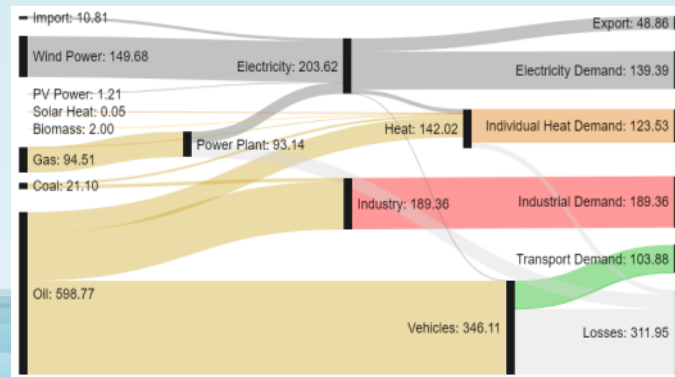 Import: 10.81
Export: 48.86
Wind Power: 149.68
Electricity: 203.62
Electricity Demand: 139.39
PV Power: 1.21
Solar Heat: 0.05
Biomass: 2.00
Heat: 142.02
Individual Heat Demand: 123.53
Power Plant: 93.14
Gas: 94.51
Coal: 21.10
Industry: 189.36
Industrial Demand: 189.36
Transport Demand: 103.88
Oil: 598.77
Vehicles: 346.11
Losses: 311.95